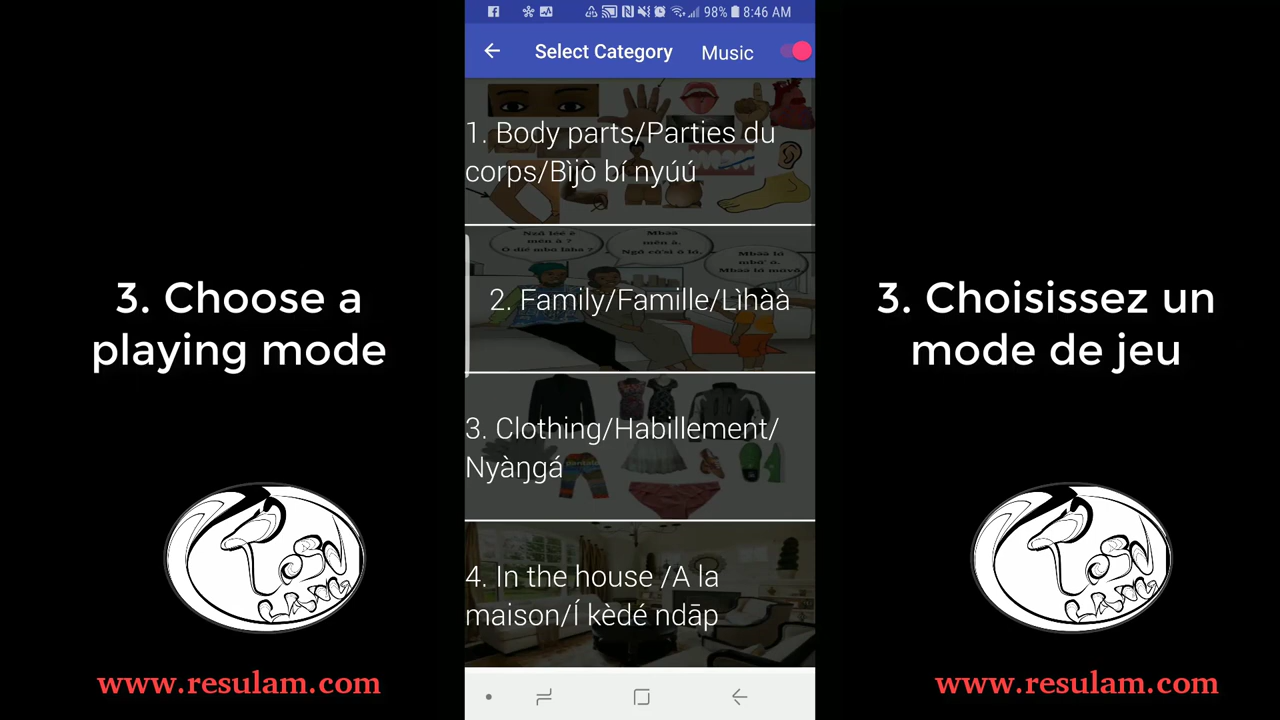 3. Choose a
playing mode
www.resulam.com
98% 8:46 AM
Select Category Music
1. Body parts/Parties du
corps/Bìjò bí nyúú
2. Family/Famille/Lìhàà
3. Clothing/Habillement/
Nyàŋgá
4. In the house /A la
maison/Í kèdé ndāp
3. Choisissez un
mode de jeu
www.resulam.com